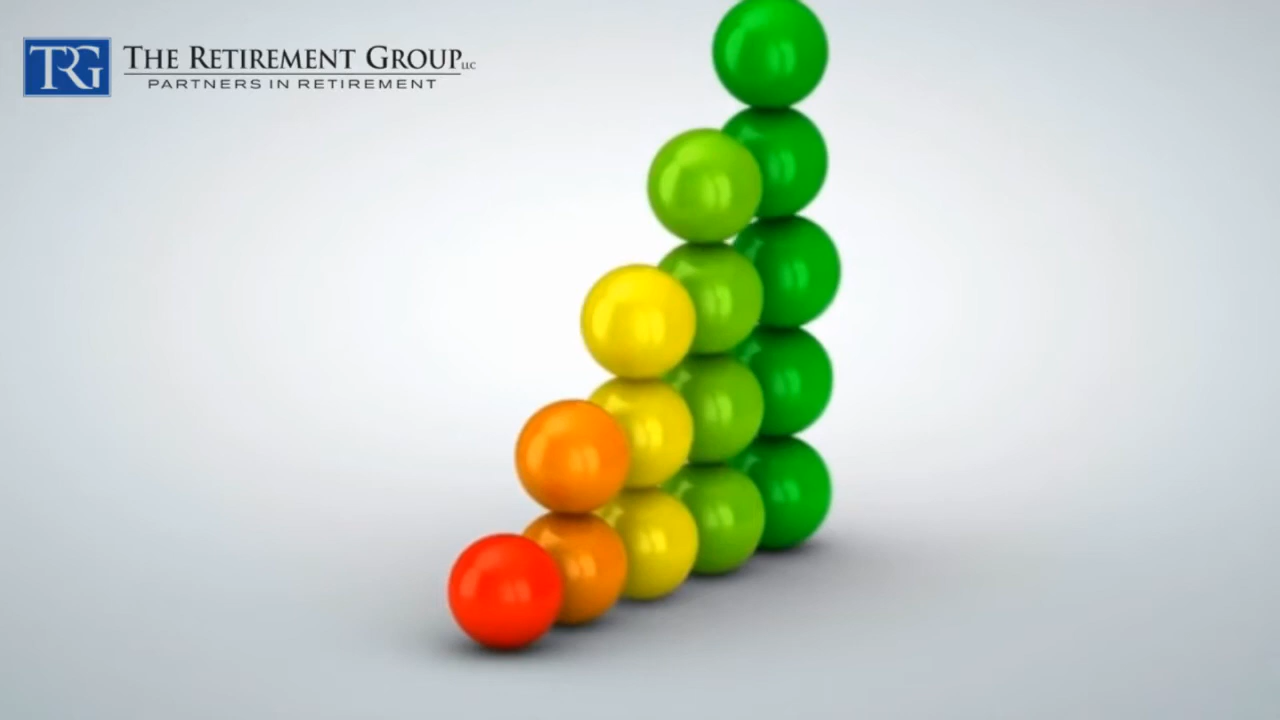 TRG
THE RETIREMENT GROUP LLC
PARTNERS IN RETIREMENT